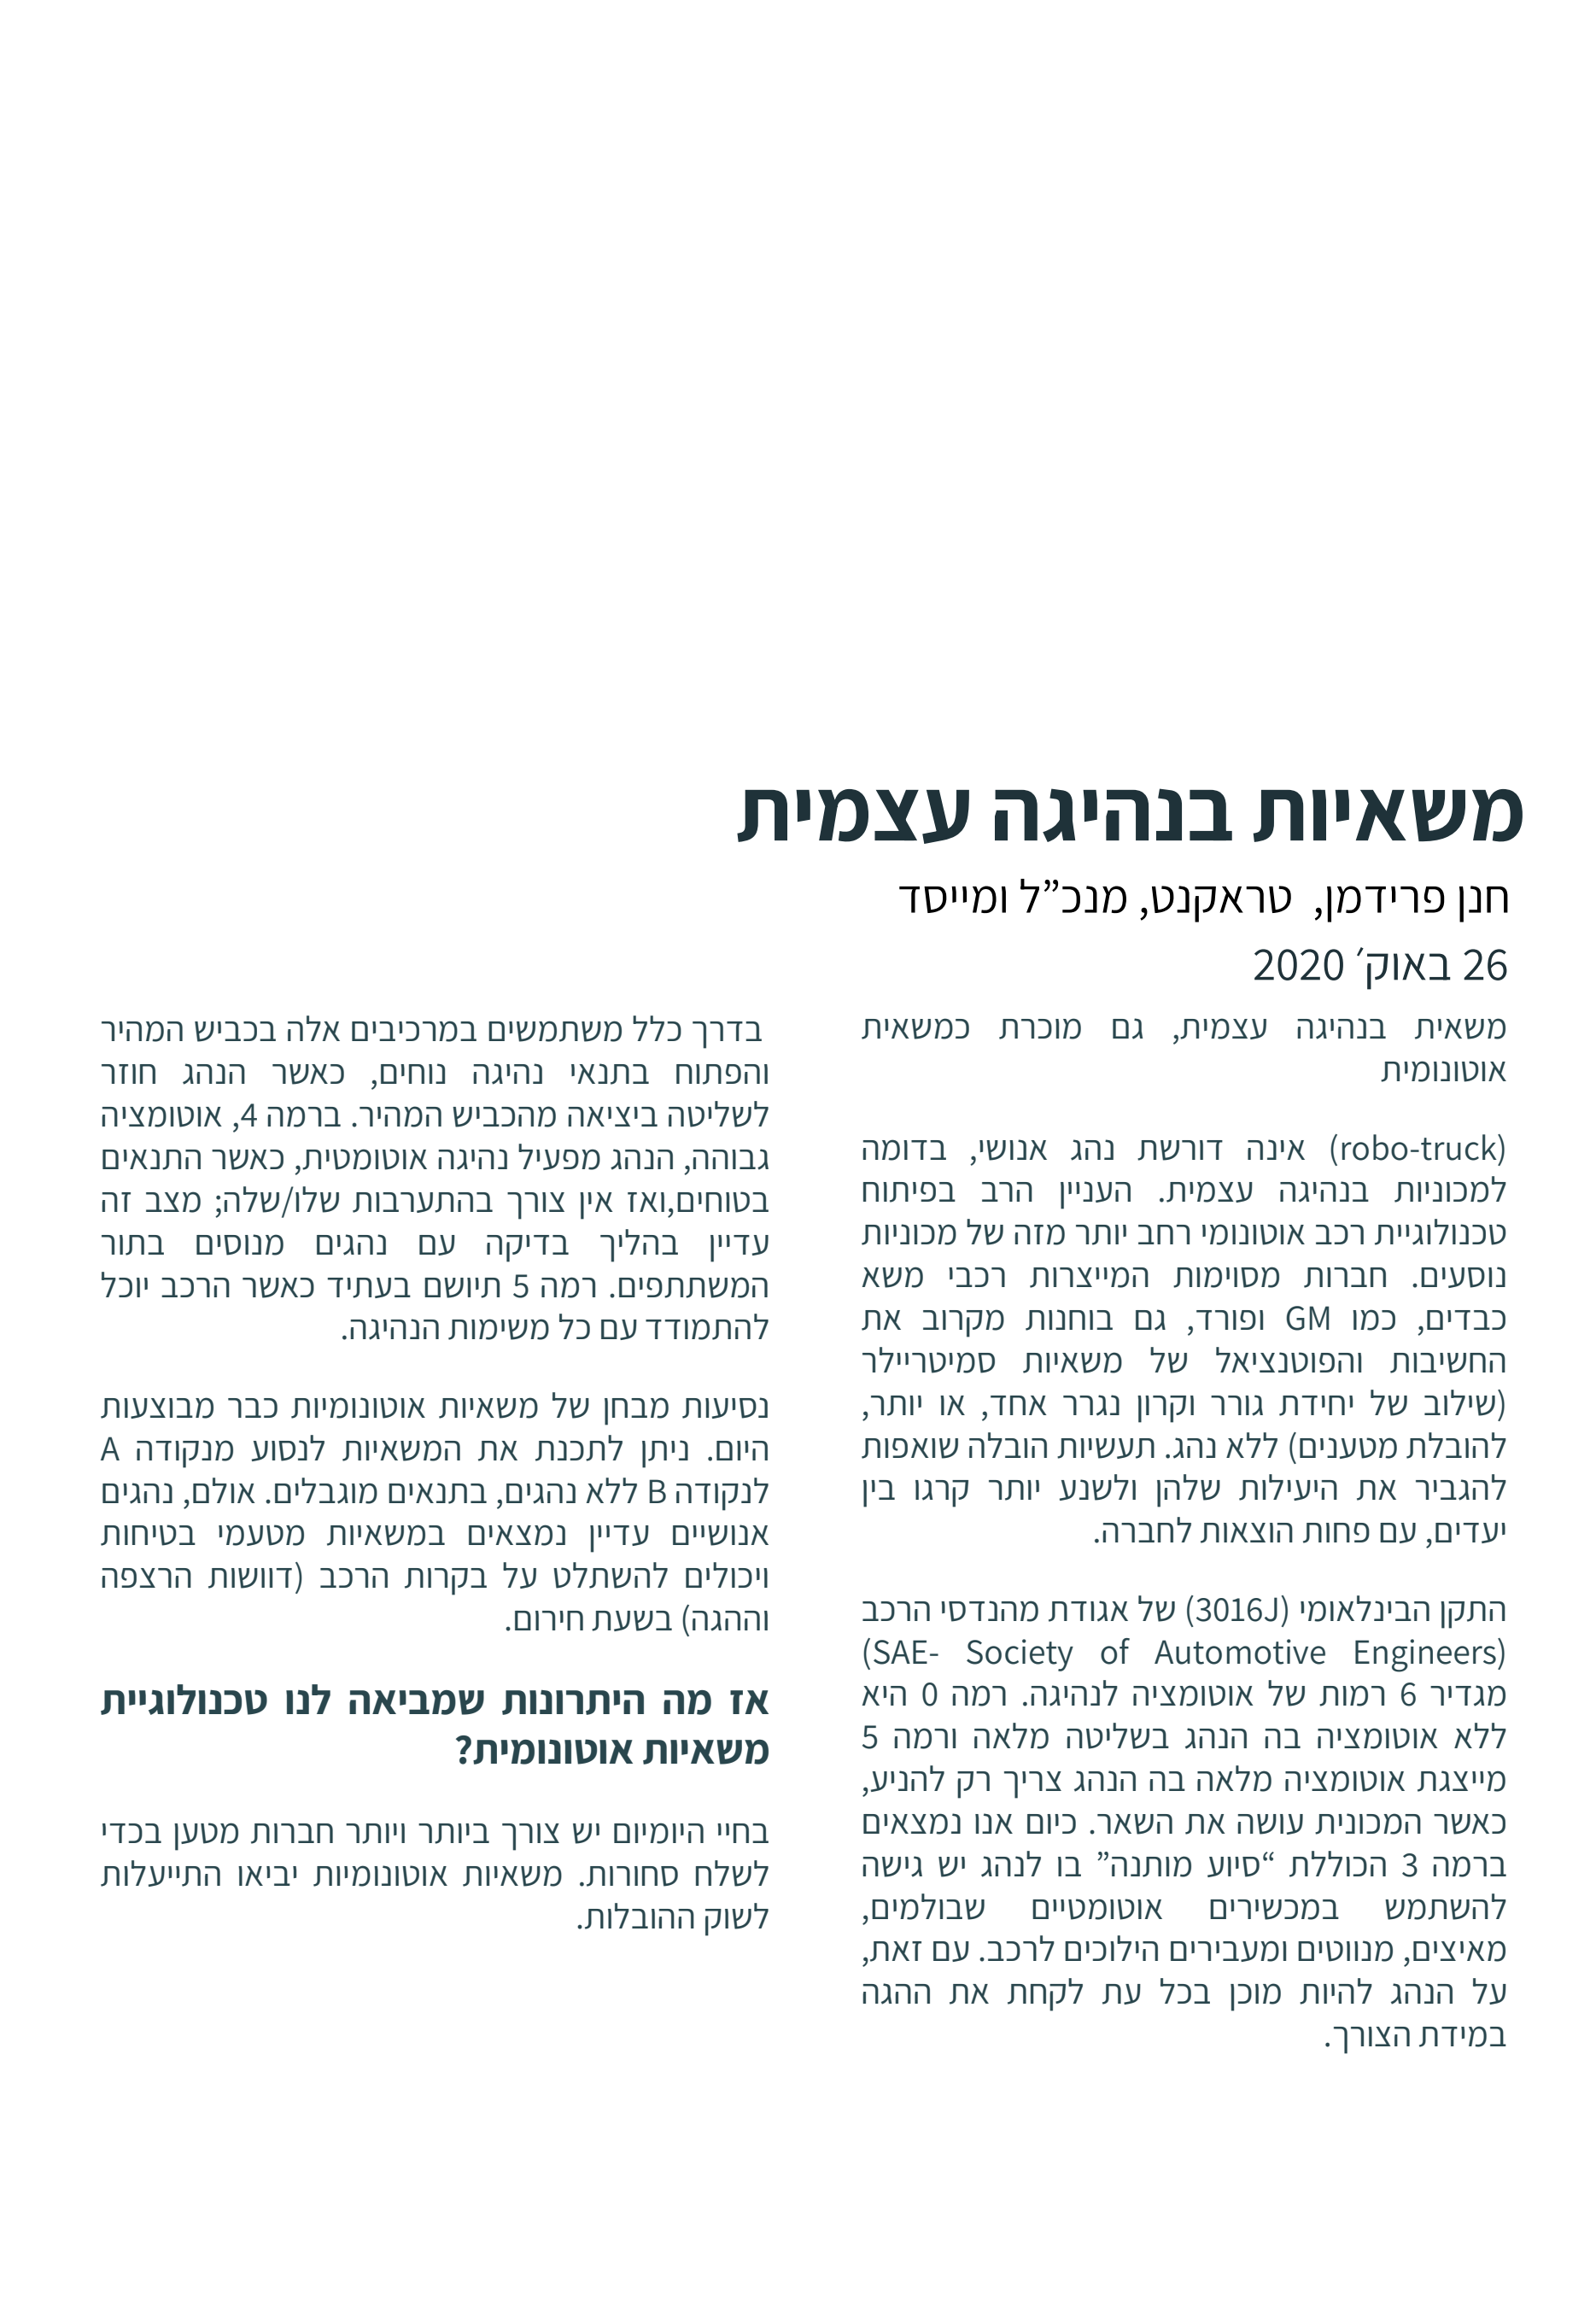 משאיות בנהיגה עצמית
חנן פרידמן,  טראקנט, מנכ”ל ומייסד
26 באוק׳ 2020
משאית בנהיגה עצמית, גם מוכרת כמשאית
אוטונומית
(robo-truck) אינה דורשת נהג אנושי, בדומה
למכוניות בנהיגה עצמית. העניין הרב בפיתוח
טכנולוגיית רכב אוטונומי רחב יותר מזה של מכוניות
נוסעים. חברות מסוימות המייצרות רכבי משא
כבדים, כמו GM ופורד, גם בוחנות מקרוב את
החשיבות והפוטנציאל של משאיות סמיטריילר
(שילוב של יחידת גורר וקרון נגרר אחד, או יותר,
להובלת מטענים) ללא נהג. תעשיות הובלה שואפות
להגביר את היעילות שלהן ולשנע יותר קרגו בין
יעדים, עם פחות הוצאות לחברה.
התקן הבינלאומי (3016J) של אגודת מהנדסי הרכב
(SAE- Society of Automotive Engineers)
מגדיר 6 רמות של אוטומציה לנהיגה. רמה 0 היא
ללא אוטומציה בה הנהג בשליטה מלאה ורמה 5
מייצגת אוטומציה מלאה בה הנהג צריך רק להניע,
כאשר המכונית עושה את השאר. כיום אנו נמצאים
ברמה 3 הכוללת “סיוע מותנה” בו לנהג יש גישה
להשתמש במכשירים אוטומטיים שבולמים,
מאיצים, מנווטים ומעבירים הילוכים לרכב. עם זאת,
על הנהג להיות מוכן בכל עת לקחת את ההגה
במידת הצורך.
בדרך כלל משתמשים במרכיבים אלה בכביש המהיר
והפתוח בתנאי נהיגה נוחים, כאשר הנהג חוזר
לשליטה ביציאה מהכביש המהיר. ברמה 4, אוטומציה
גבוהה, הנהג מפעיל נהיגה אוטומטית, כאשר התנאים
בטוחים,ואז אין צורך בהתערבות שלו/שלה; מצב זה
עדיין בהליך בדיקה עם נהגים מנוסים בתור
המשתתפים. רמה 5 תיושם בעתיד כאשר הרכב יוכל
להתמודד עם כל משימות הנהיגה.
נסיעות מבחן של משאיות אוטונומיות כבר מבוצעות
היום. ניתן לתכנת את המשאיות לנסוע מנקודה A
לנקודה B ללא נהגים, בתנאים מוגבלים. אולם, נהגים
אנושיים עדיין נמצאים במשאיות מטעמי בטיחות
ויכולים להשתלט על בקרות הרכב (דוושות הרצפה
וההגה) בשעת חירום.
אז מה היתרונות שמביאה לנו טכנולוגיית
משאיות אוטונומית?
בחיי היומיום יש צורך ביותר ויותר חברות מטען בכדי
לשלח סחורות. משאיות אוטונומיות יביאו התייעלות
לשוק ההובלות.